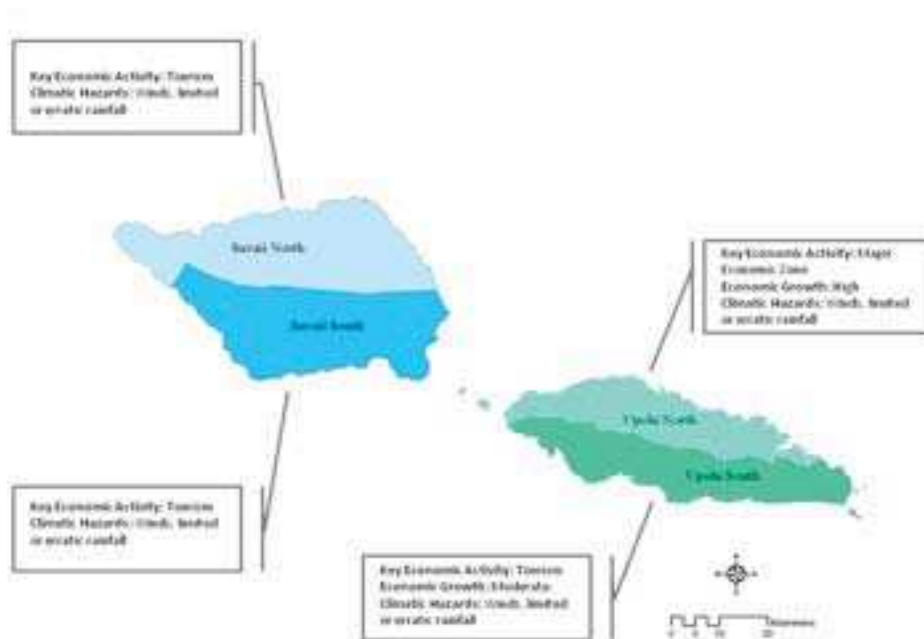 Key Economic Activity: Tourism
Climatic Hazards: Winds, limited
or erratic rainfall
Savaii North
Key Economic Activity: Major
Economic Zone
Economic Growth: High
Climatic Hazards: Winds, limited
or erratic rainfall
Savaii South
Upolu North
Upolu South
Key Economic Activity: Tourism
Climatic Hazards: Winds, limited
or erratic rainfall
Key Economic Activity: Tourism
Economic Growth: Moderate
Climatic Hazards: Winds, limited
or erratic rainfall
Kilometers